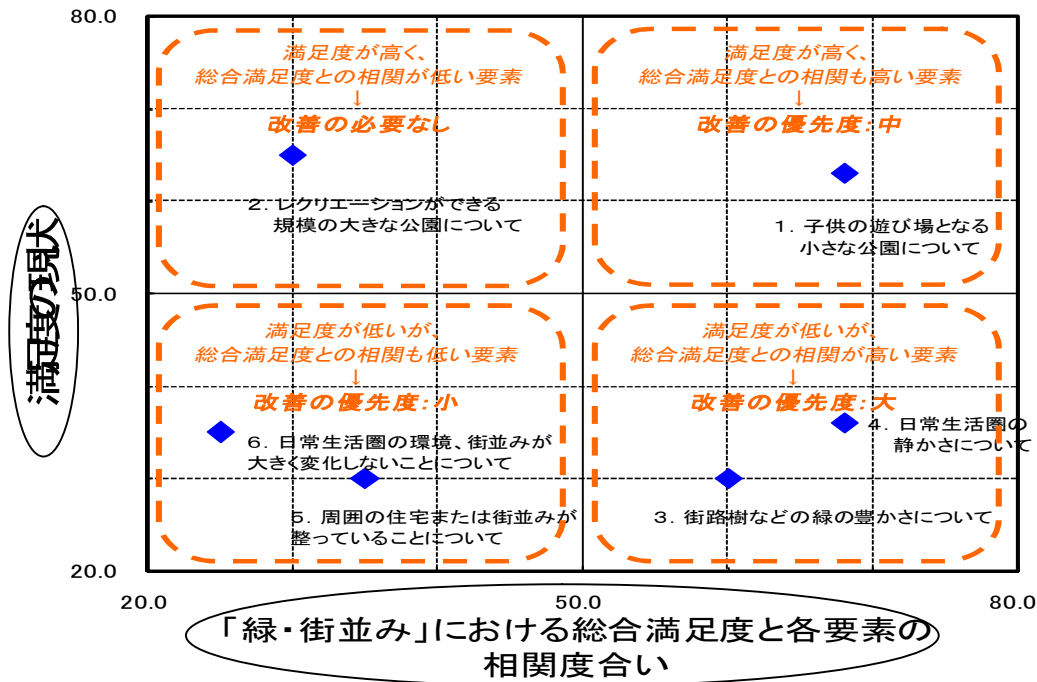 80.0
満足度が高く、
総合満足度との相関が低い要素
↓
改善の必要なし
2．レクリエーションができる
規模の大きな公園について
満足度が高く、
総合満足度との相関も高い要素
↓
改善の優先度：中
1．子供の遊び場となる
小さな公園について
満足度の現状
50.0
満足度が低いが、
総合満足度との相関も低い要素
↓
改善の優先度：小
6．日常生活圏の環境、街並みが
大きく変化しないことについて
5．周囲の住宅または街並みが
整っていることについて
満足度が低いが、
総合満足度との相関が高い要素
↓
改善の優先度：大
4．日常生活圏の
静かさについて
3．街路樹などの緑の豊かさについて
20.0
20.0
50.0
80.0
「緑・街並み」における総合満足度と各要素の
相関度合い